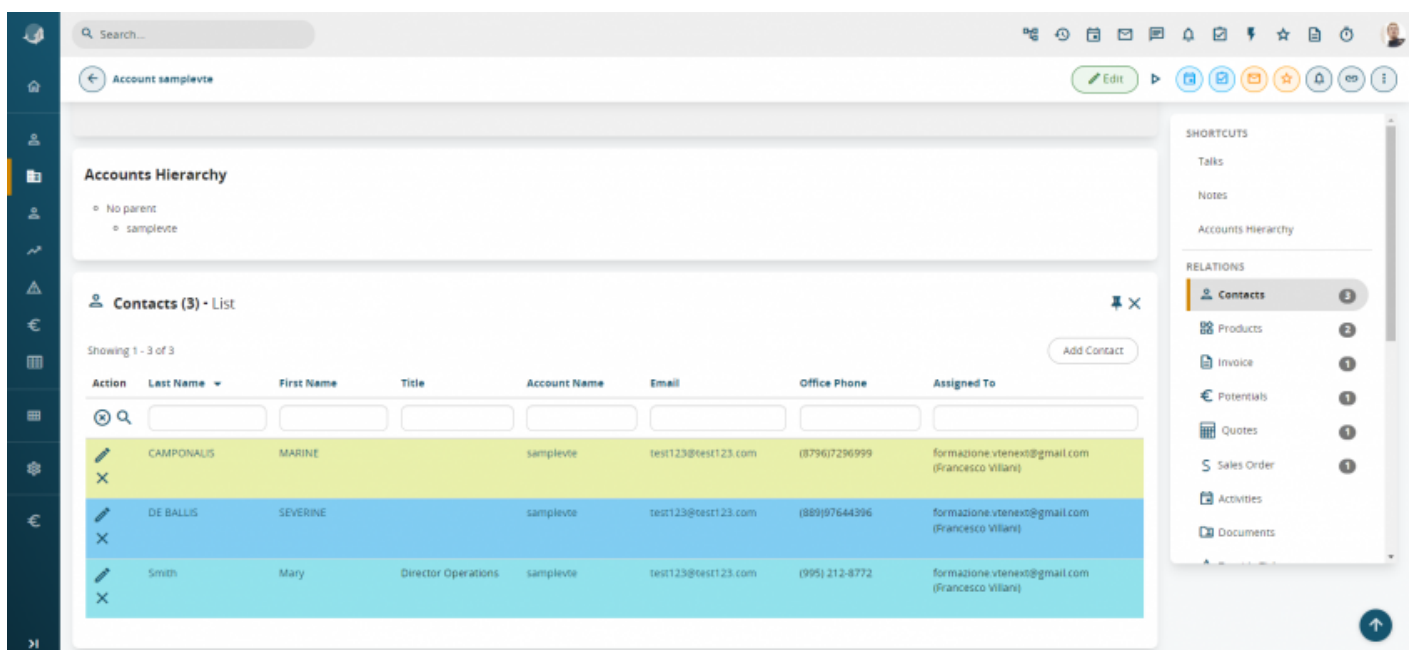 Search...
Account samplevte
Edit
Accounts Hierarchy
No parent
samplevte
Contacts (3) • List
Showing 1 - 3 of 3
Add Contact
Action Last Name First Name Title Account Name Email Office Phone Assigned To
CAMPONALIS MARINE samplevte test123@test123.com (8796)7296999 formazione.vtenext@gmail.com
(Francesco Villani)
DE BALLIS SEVERINE samplevte test123@test123.com (889)97644396 formazione.vtenext@gmail.com
(Francesco Villani)
Smith Mary Director Operations samplevte test123@test123.com (995) 212-8772 formazione.vtenext@gmail.com
(Francesco Villani)
SHORTCUTS
Talks
Notes
Accounts Hierarchy
RELATIONS
Contacts 3
Products 2
Invoice 1
Potentials 1
Quotes 1
Sales Order 1
Activities
Documents